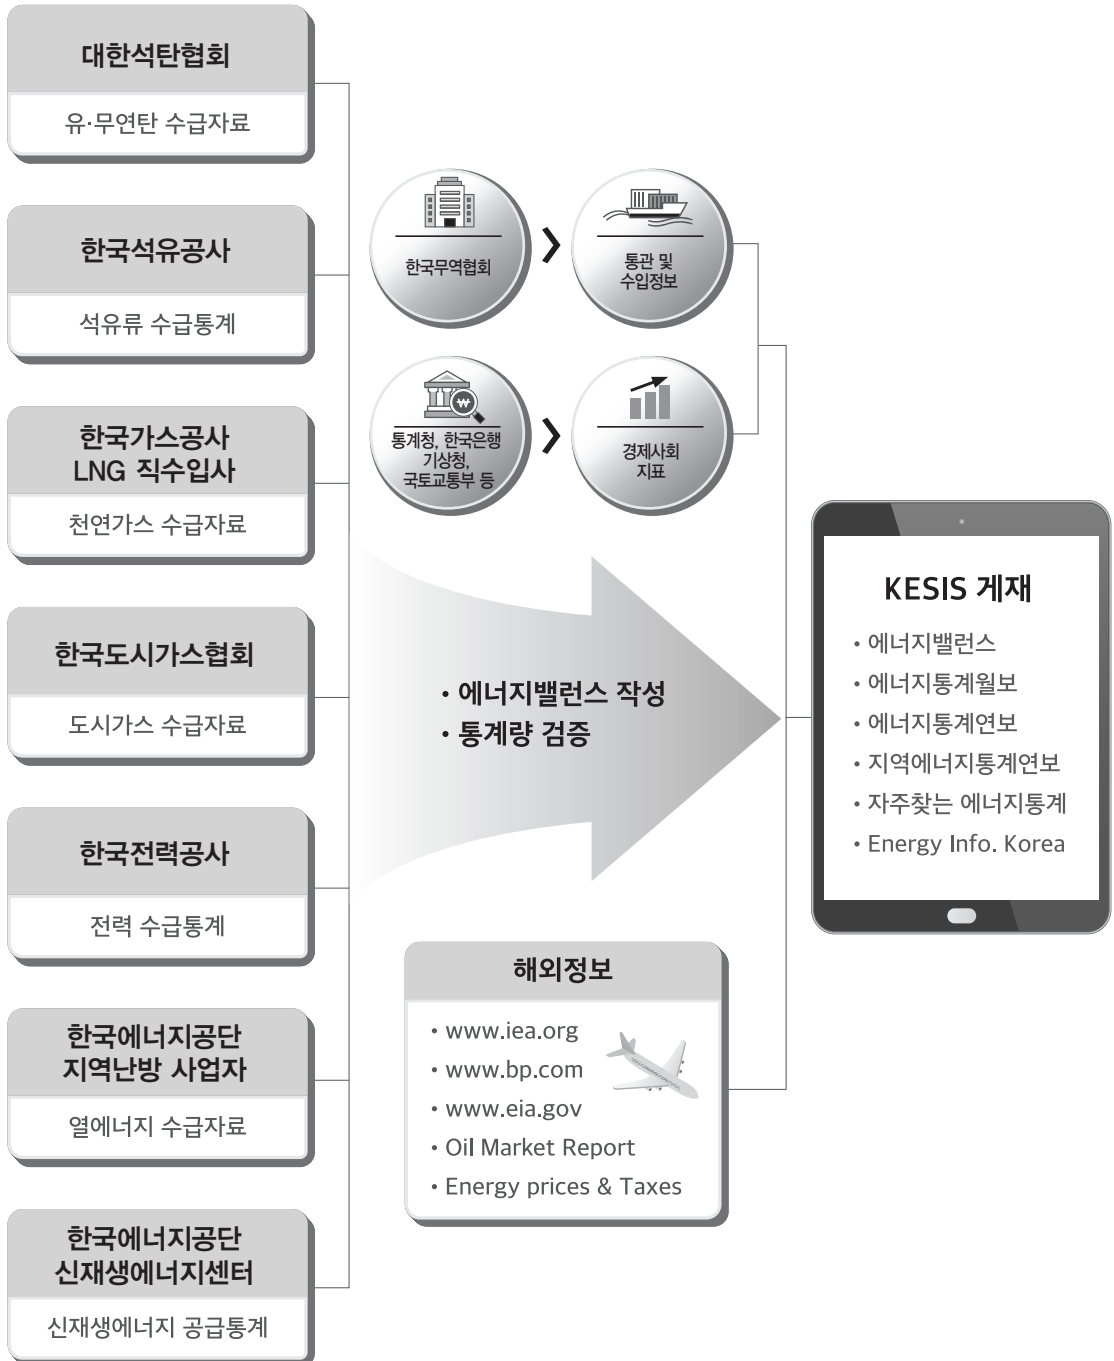 대한석탄협회
유·무연탄 수급자료
한국석유공사
석유류 수급통계
한국가스공사
LNG 직수입사
천연가스 수급자료
한국도시가스협회
도시가스 수급자료
한국전력공사
전력 수급통계
한국에너지공단
지역난방 사업자
열에너지 수급자료
한국에너지공단
신재생에너지센터
신재생에너지 공급통계
한국무역협회
통관 및
수입정보
통계청, 한국은행
기상청,
국토교통부 등
경제사회
지표
• 에너지밸런스 작성
• 통계량 검증
해외정보
• www.iea.org
• www.bp.com
• www.eia.gov
• Oil Market Report
• Energy prices & Taxes
KESIS 게재
• 에너지밸런스
• 에너지통계월보
• 에너지통계연보
• 지역에너지통계연보
• 자주찾는 에너지통계
• Energy Info. Korea